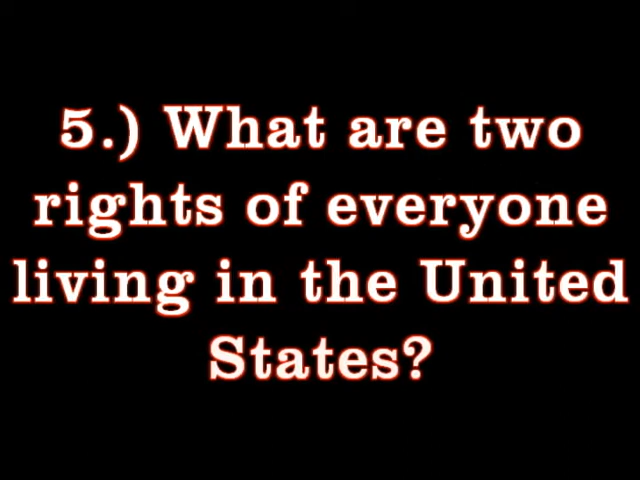 5.) What are two
rights of everyone
living in the United
States?